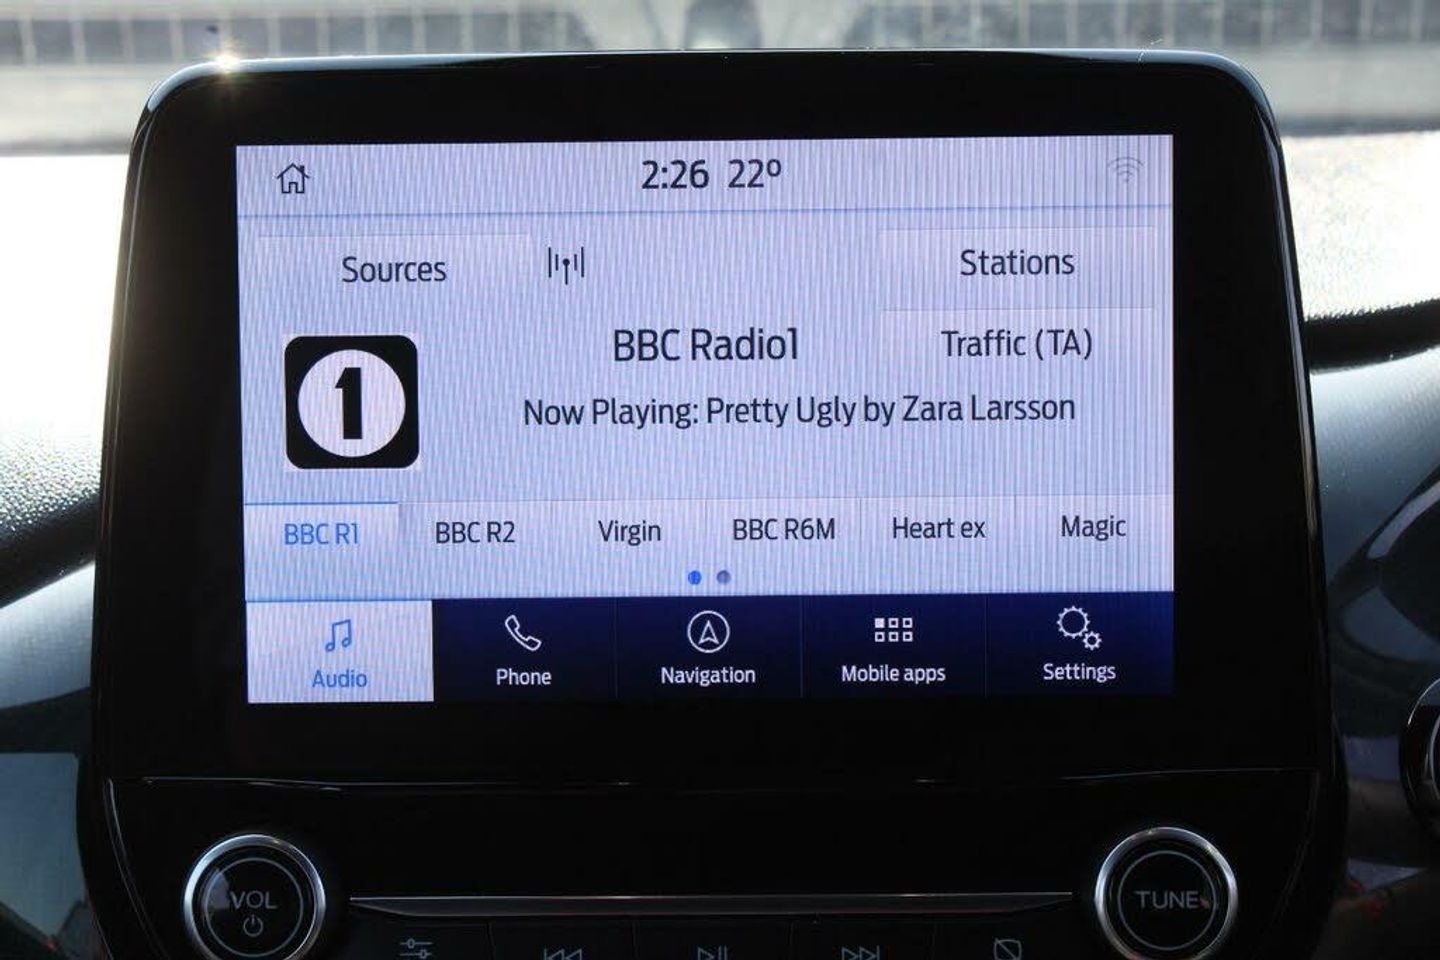 2:26 22º
Sources
Stations
BBC Radio1
Traffic (TA)
1
Now Playing: Pretty Ugly by Zara Larsson
BBC R1 BBC R2 Virgin BBC R6M Heart ex Magic
Audio Phone Navigation Mobile apps Settings
VOL
TUNE